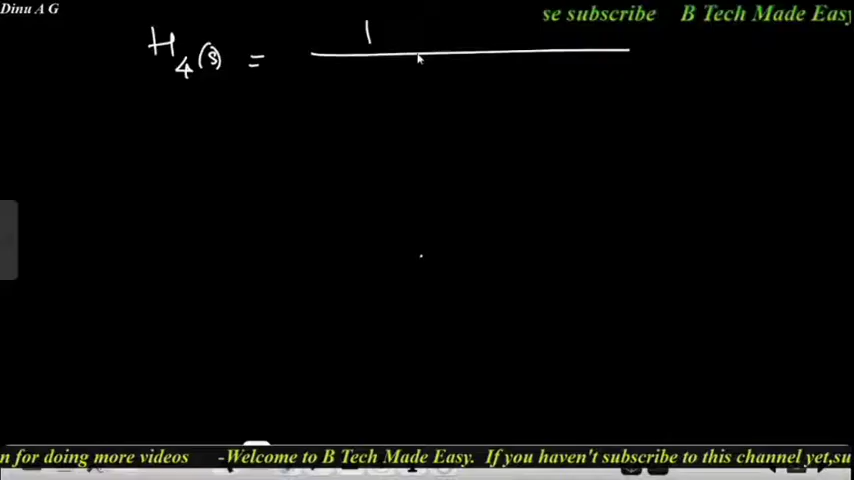 Dinu A G
se subscribe B Tech Made Easy
H4(s) = 1
n for doing more videos -Welcome to B Tech Made Easy. If you haven't subscribe to this channel yet,su